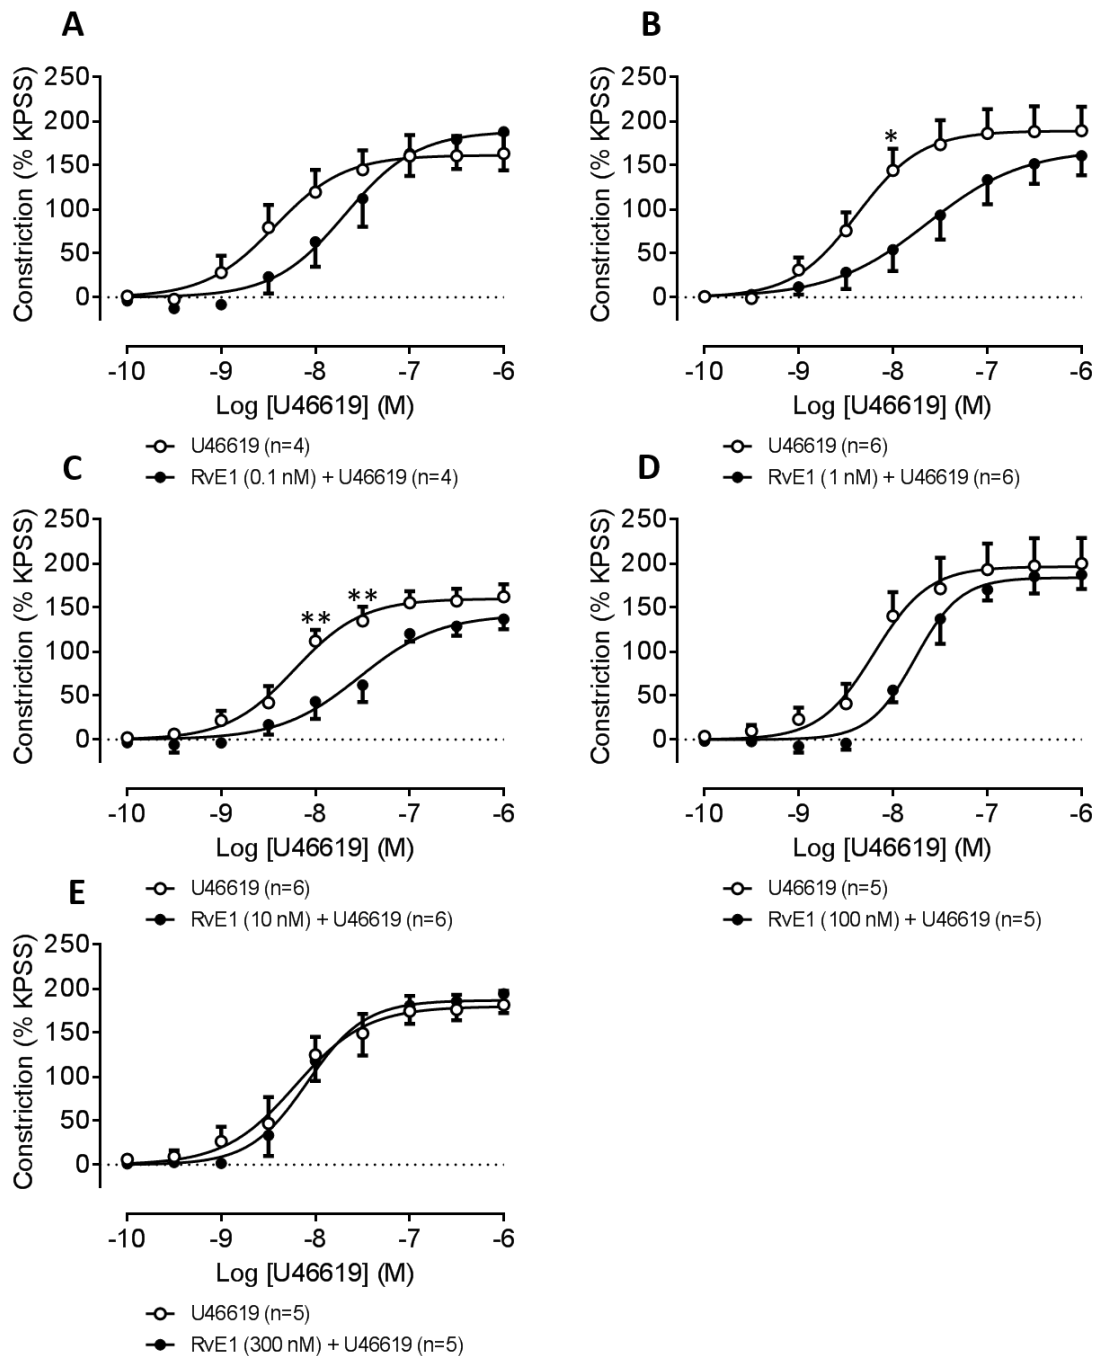 A
Constriction (% KPSS)
250
200
150
100
50
0
-10 -9 -8 -7 -6
Log [U46619] (M)
U46619 (n=4)
RvE1 (0.1 nM) + U46619 (n=4)
B
Constriction (% KPSS)
250
200
150
100
50
0
*
-10 -9 -8 -7 -6
Log [U46619] (M)
U46619 (n=6)
RvE1 (1 nM) + U46619 (n=6)
C
Constriction (% KPSS)
250
200
150
100
50
0
** **
-10 -9 -8 -7 -6
Log [U46619] (M)
U46619 (n=6)
RvE1 (10 nM) + U46619 (n=6)
D
Constriction (% KPSS)
250
200
150
100
50
0
-10 -9 -8 -7 -6
Log [U46619] (M)
U46619 (n=5)
RvE1 (100 nM) + U46619 (n=5)
E
Constriction (% KPSS)
250
200
150
100
50
0
-10 -9 -8 -7 -6
Log [U46619] (M)
U46619 (n=5)
RvE1 (300 nM) + U46619 (n=5)